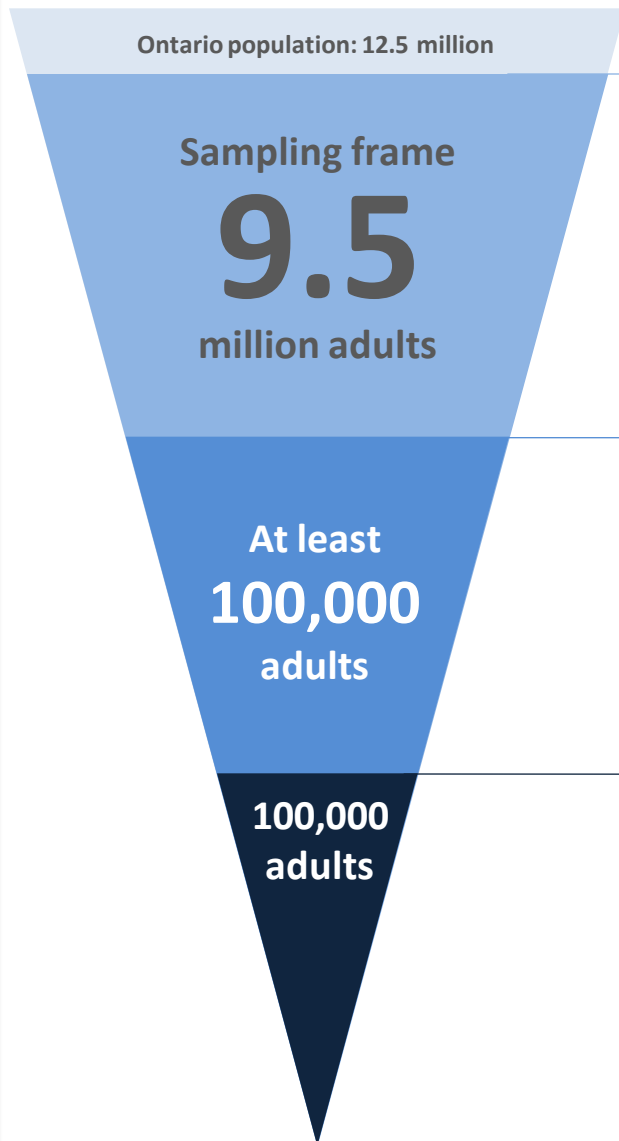 Ontario population: 12.5 million
Sampling frame
9.5
million adults
At least
100,000
adults
100,000
adults